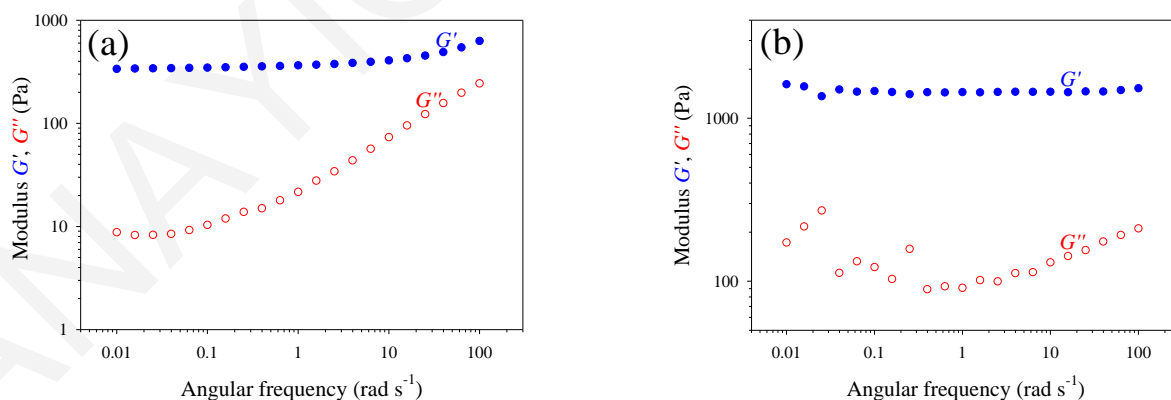 1000
100
10
1
Modulus G', G'' (Pa)
(a)
G'
G''
0.01 0.1 1 10 100
Angular frequency (rad s⁻¹)
1000
100
Modulus G', G'' (Pa)
(b)
G'
G''
0.01 0.1 1 10 100
Angular frequency (rad s⁻¹)